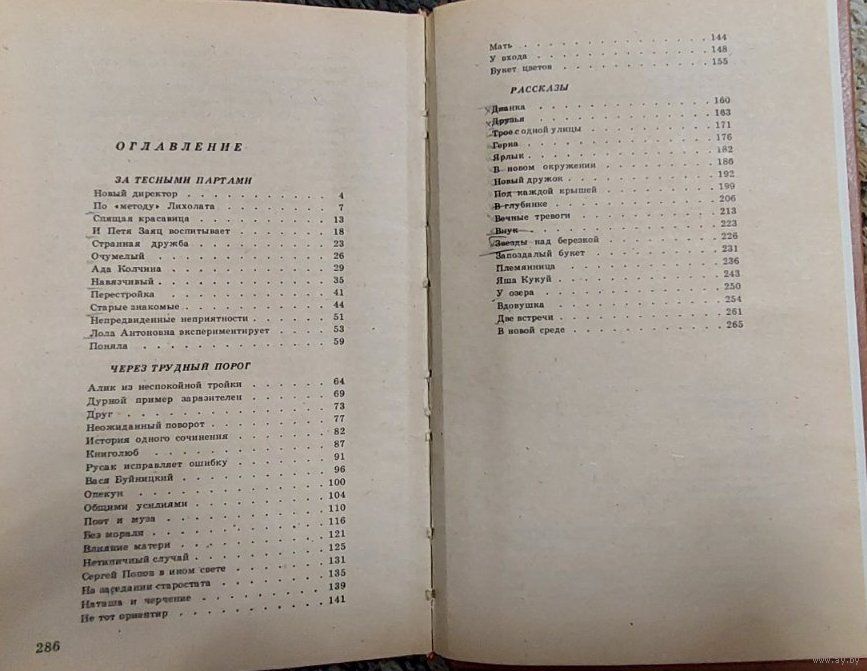 ОГЛАВЛЕНИЕ
ЗА ТЕСНЫМИ ПАРТАМИ
Новый директор . . . . . . . . . . 4
По «методу» Лихолата . . . . . . . . 7
Спящая красавица . . . . . . . . . 13
И Петя Заяц воспитывает . . . . . . . 18
Странная дружба . . . . . . . . . 23
Очумелый . . . . . . . . . . . 26
Ада Колчина . . . . . . . . . . 29
Навязчивый . . . . . . . . . . . 35
Перестройка . . . . . . . . . . 41
Старые знакомые . . . . . . . . . 44
Непредвиденные неприятности . . . . . . 51
Лола Антоновна экспериментирует . . . . . 53
Поняла . . . . . . . . . . . . 59
ЧЕРЕЗ ТРУДНЫЙ ПОРОГ
Алик из неспокойной тройки . . . . . . 64
Дурной пример заразителен . . . . . . 69
Друг . . . . . . . . . . . . 73
Неожиданный поворот . . . . . . . . 77
История одного сочинения . . . . . . . 82
Книголюб . . . . . . . . . . . 87
Русак исправляет ошибку . . . . . . . 91
Вася Буйницкий . . . . . . . . . 96
Опекун . . . . . . . . . . . . 100
Общими усилиями . . . . . . . . . 104
Поэт и муза . . . . . . . . . . 110
Без морали . . . . . . . . . . . 116
Влияние матери . . . . . . . . . 121
Нетипичный случай . . . . . . . . . 125
Сергей Попов в ином свете . . . . . . . 131
На заседании старостата . . . . . . . 135
Наташа и черчение . . . . . . . . . 139
Не тот ориентир . . . . . . . . . 141
286
Мать . . . . . . . . . . . . 144
У входа . . . . . . . . . . . . 148
Букет цветов . . . . . . . . . . 155
РАССКАЗЫ
Дианка . . . . . . . . . . . . 160
Друзья . . . . . . . . . . . . 163
Трое с одной улицы . . . . . . . . . 171
Герка . . . . . . . . . . . . 176
Ярлык . . . . . . . . . . . . 182
В новом окружении . . . . . . . . . 186
Новый дружок . . . . . . . . . . 192
Под каждой крышей . . . . . . . . . 199
В глубинке . . . . . . . . . . . 206
Вечные тревоги . . . . . . . . . . 213
Внук . . . . . . . . . . . . 223
Звезды над березкой . . . . . . . . 226
Запоздалый букет . . . . . . . . . 231
Племянница . . . . . . . . . . . 236
Яша Кукуй . . . . . . . . . . . 243
У озера . . . . . . . . . . . . 250
Вдовушка . . . . . . . . . . . 254
Две встречи . . . . . . . . . . . 261
В новой среде . . . . . . . . . . 265
www.ay.by